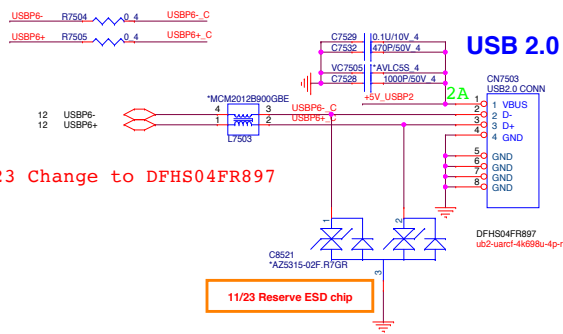 USBP6- R7504 0_4 USBP6-_C
USBP6+ R7505 0_4 USBP6+_C
USB 2.0
C7529 0.1U/10V_4
C7532 470P/50V_4
VC7505 *AVLC5S_4
C7528 1000P/50V_4
+5V_USBP2
2A
CN7503
USB2.0 CONN
1 1 VBUS
2 2 D-
3 3 D+
4 4 GND
5 GND
6 GND
7 GND
8 GND
*MCM2012B900GBE
12 USBP6- 4 3 USBP6-_C
12 USBP6+ 1 2 USBP6+_C
L7503
23 Change to DFHS04FR897
1 2
3
C8521
*AZ5315-02F.R7GR
DFHS04FR897
ub2-uarcf-4k698u-4p-r
11/23 Reserve ESD chip